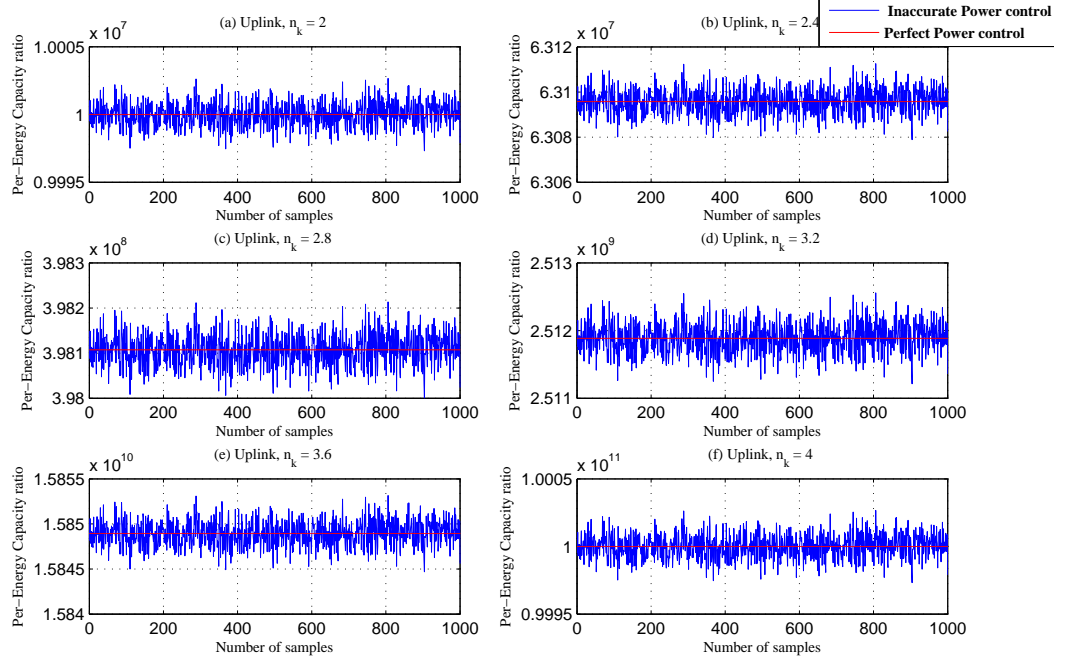 (a) Uplink, n_k = 2
x 10^7
1.0005
1
0.9995
Per−Energy Capacity ratio
0 200 400 600 800 1000
Number of samples
(b) Uplink, n_k = 2.4
x 10^7
6.312
6.31
6.308
6.306
Per−Energy Capacity ratio
0 200 400 600 800 1000
Number of samples
Inaccurate Power control
Perfect Power control
(c) Uplink, n_k = 2.8
x 10^8
3.983
3.982
3.981
3.98
Per−Energy Capacity ratio
0 200 400 600 800 1000
Number of samples
(d) Uplink, n_k = 3.2
x 10^9
2.513
2.512
2.511
Per−Energy Capacity ratio
0 200 400 600 800 1000
Number of samples
(e) Uplink, n_k = 3.6
x 10^10
1.5855
1.585
1.5845
1.584
Per−Energy Capacity ratio
0 200 400 600 800 1000
Number of samples
(f) Uplink, n_k = 4
x 10^11
1.0005
1
0.9995
Per−Energy Capacity ratio
0 200 400 600 800 1000
Number of samples